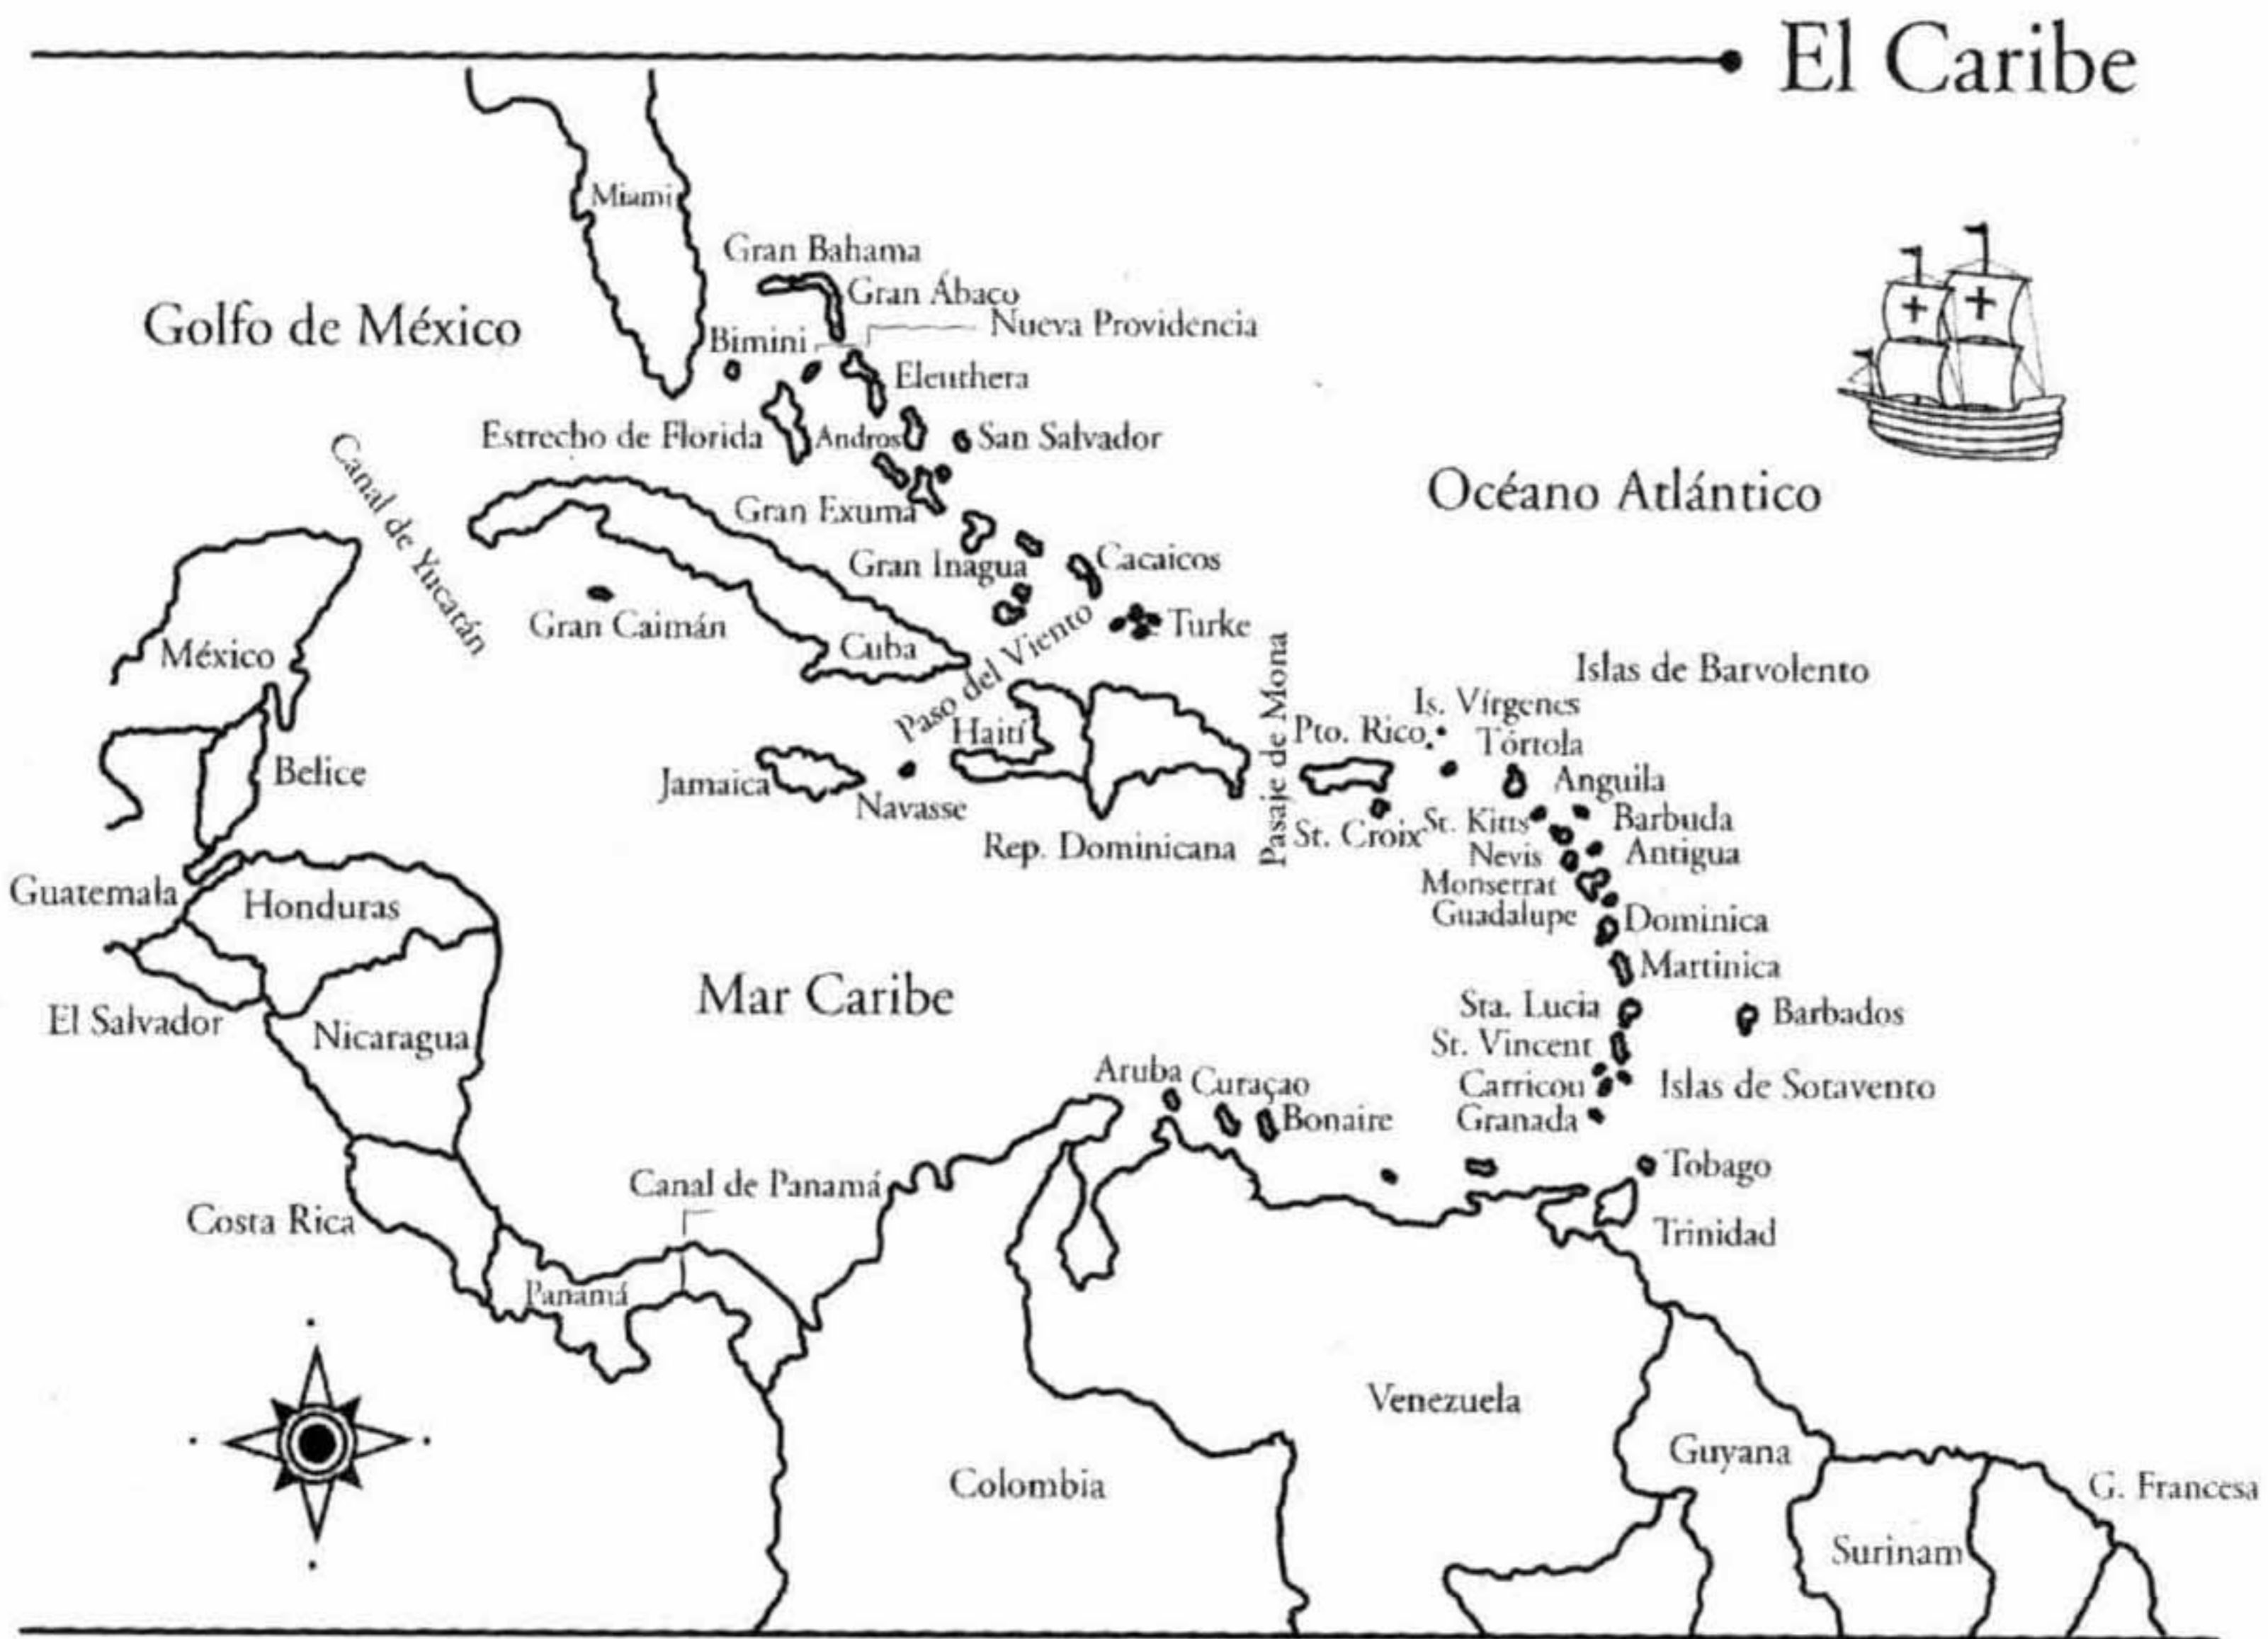 El Caribe
Miami
Gran Bahama
Gran Ábaco
Golfo de México
Nueva Providencia
Bimini
Eleuthera
Estrecho de Florida
Andros
San Salvador
Canal de Yucatán
Océano Atlántico
Gran Exuma
Gran Inagua
Cacaicos
Gran Caimán
Turke
México
Cuba
Paso del Viento
Pasaje de Mona
Islas de Barvolento
Is. Vírgenes
Haití
Pto. Rico
Tórtola
Belice
Jamaica
Anguila
Navasse
St. Kitts
Barbuda
Rep. Dominicana
St. Croix
Nevis
Antigua
Guatemala
Honduras
Monserrat
Guadalupe
Dominica
Martinica
Mar Caribe
Sta. Lucia
Barbados
El Salvador
Nicaragua
St. Vincent
Aruba
Curaçao
Carricou
Islas de Sotavento
Bonaire
Granada
Tobago
Canal de Panamá
Costa Rica
Trinidad
Panamá
Venezuela
Guyana
Colombia
G. Francesa
Surinam